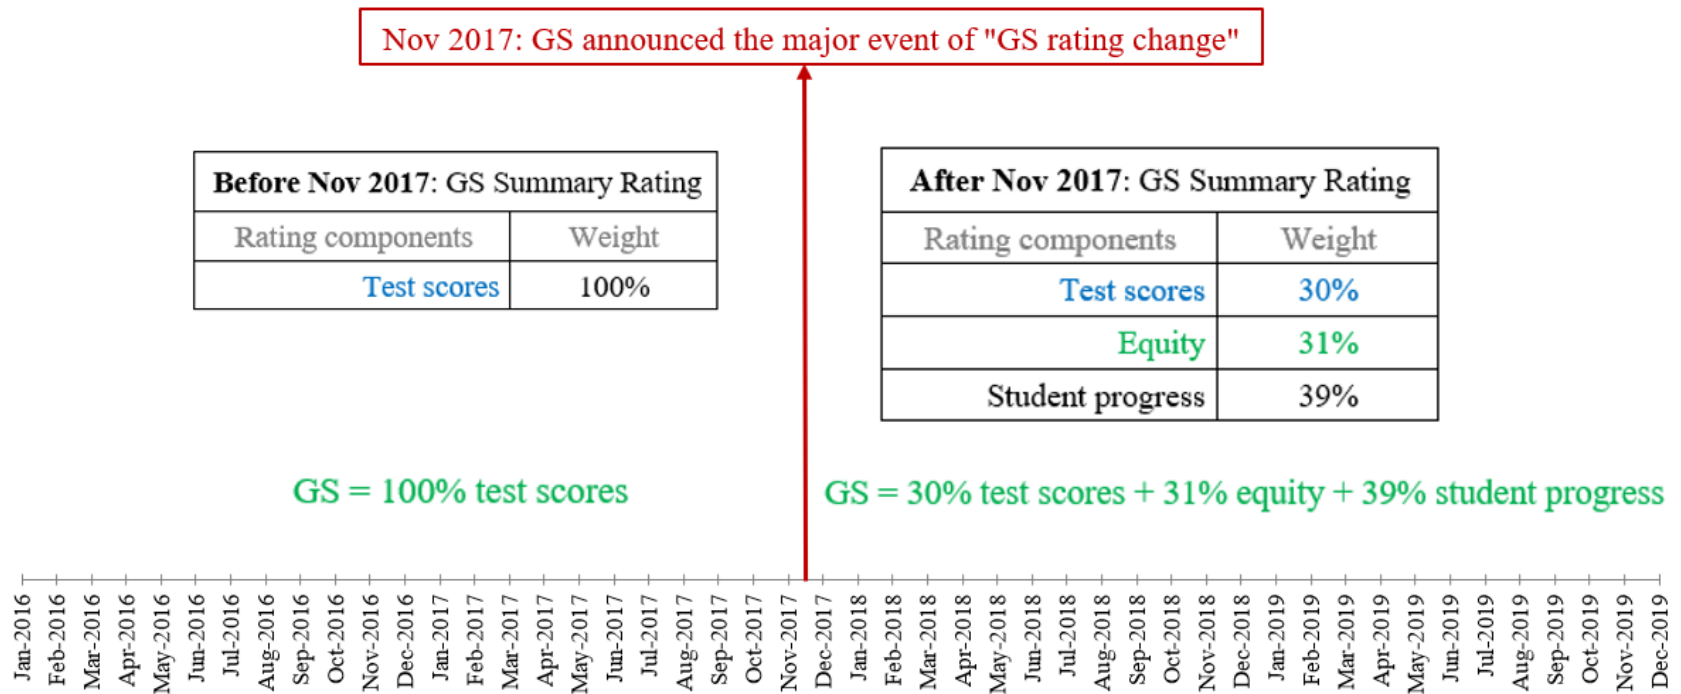 Nov 2017: GS announced the major event of "GS rating change"
Before Nov 2017: GS Summary Rating
Rating components Weight
Test scores 100%
After Nov 2017: GS Summary Rating
Rating components Weight
Test scores 30%
Equity 31%
Student progress 39%
GS = 100% test scores
GS = 30% test scores + 31% equity + 39% student progress
Jan-2016
Feb-2016
Mar-2016
Apr-2016
May-2016
Jun-2016
Jul-2016
Aug-2016
Sep-2016
Oct-2016
Nov-2016
Dec-2016
Jan-2017
Feb-2017
Mar-2017
Apr-2017
May-2017
Jun-2017
Jul-2017
Aug-2017
Sep-2017
Oct-2017
Nov-2017
Dec-2017
Jan-2018
Feb-2018
Mar-2018
Apr-2018
May-2018
Jun-2018
Jul-2018
Aug-2018
Sep-2018
Oct-2018
Nov-2018
Dec-2018
Jan-2019
Feb-2019
Mar-2019
Apr-2019
May-2019
Jun-2019
Jul-2019
Aug-2019
Sep-2019
Oct-2019
Nov-2019
Dec-2019